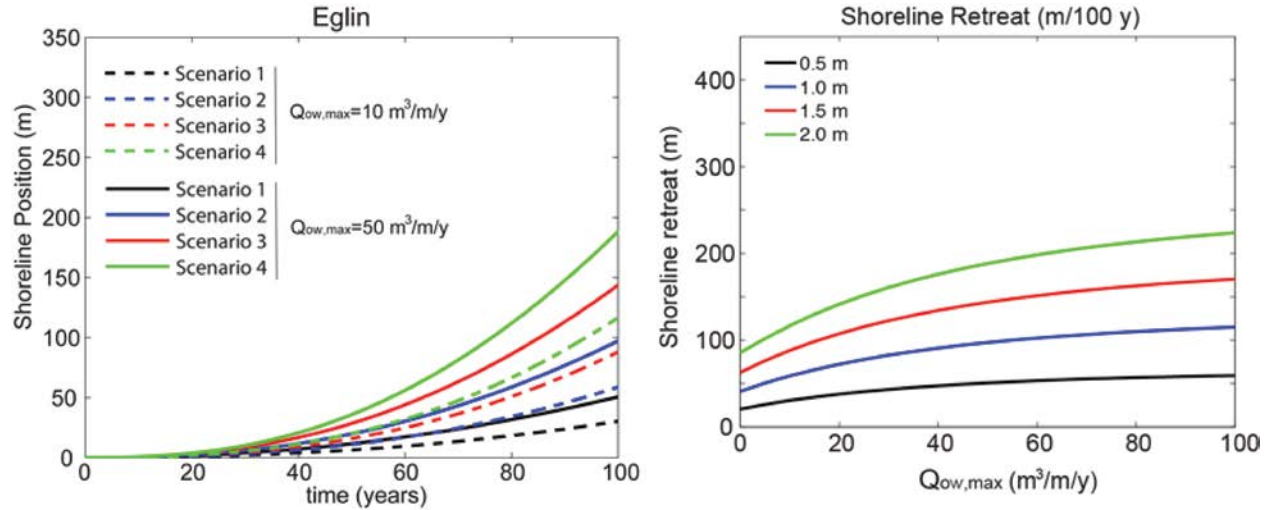 Eglin
350
300
250
200
150
100
50
0
Shoreline Position (m)
Scenario 1
Scenario 2
Scenario 3
Scenario 4
Qow,max=10 m³/m/y
Scenario 1
Scenario 2
Scenario 3
Scenario 4
Qow,max=50 m³/m/y
0 20 40 60 80 100
time (years)
Shoreline Retreat (m/100 y)
400
300
200
100
0
Shoreline retreat (m)
0.5 m
1.0 m
1.5 m
2.0 m
0 20 40 60 80 100
Qow,max (m³/m/y)